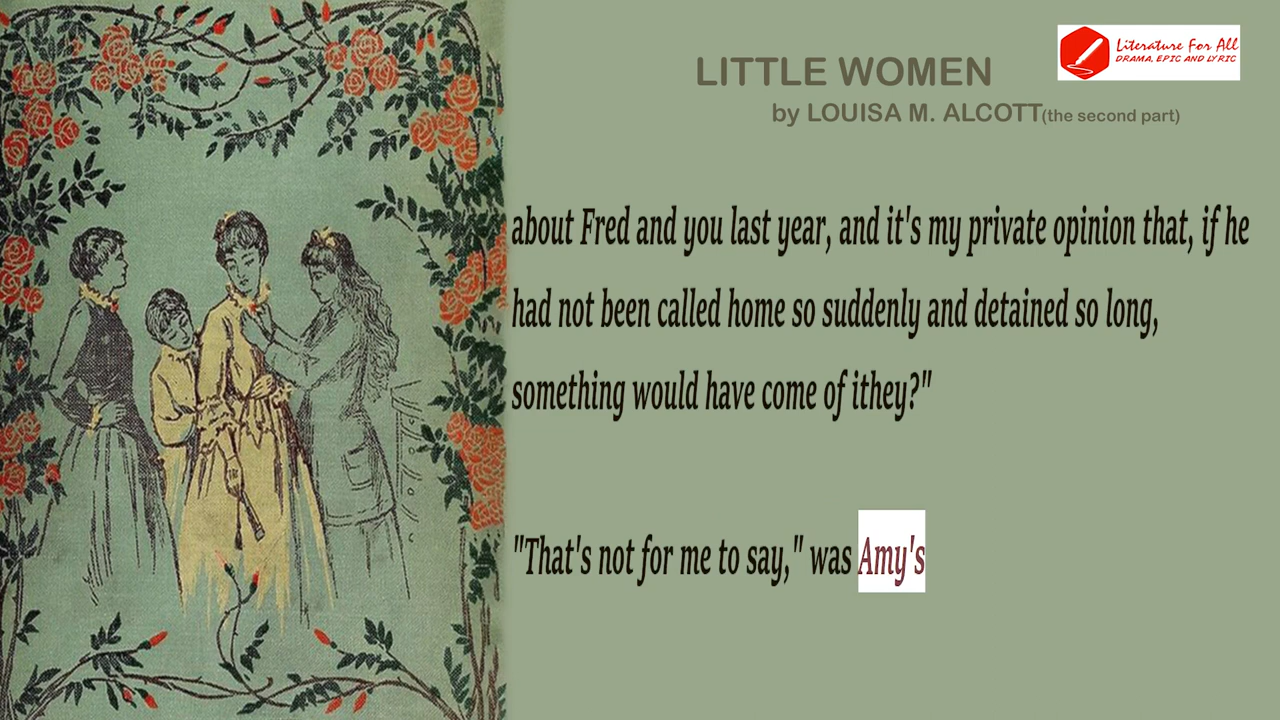 LITTLE WOMEN
by LOUISA M. ALCOTT(the second part)
Literature For All
DRAMA, EPIC AND LYRIC
about Fred and you last year, and it's my private opinion that, if he
had not been called home so suddenly and detained so long,
something would have come of ithey?"
"That's not for me to say," was Amy's